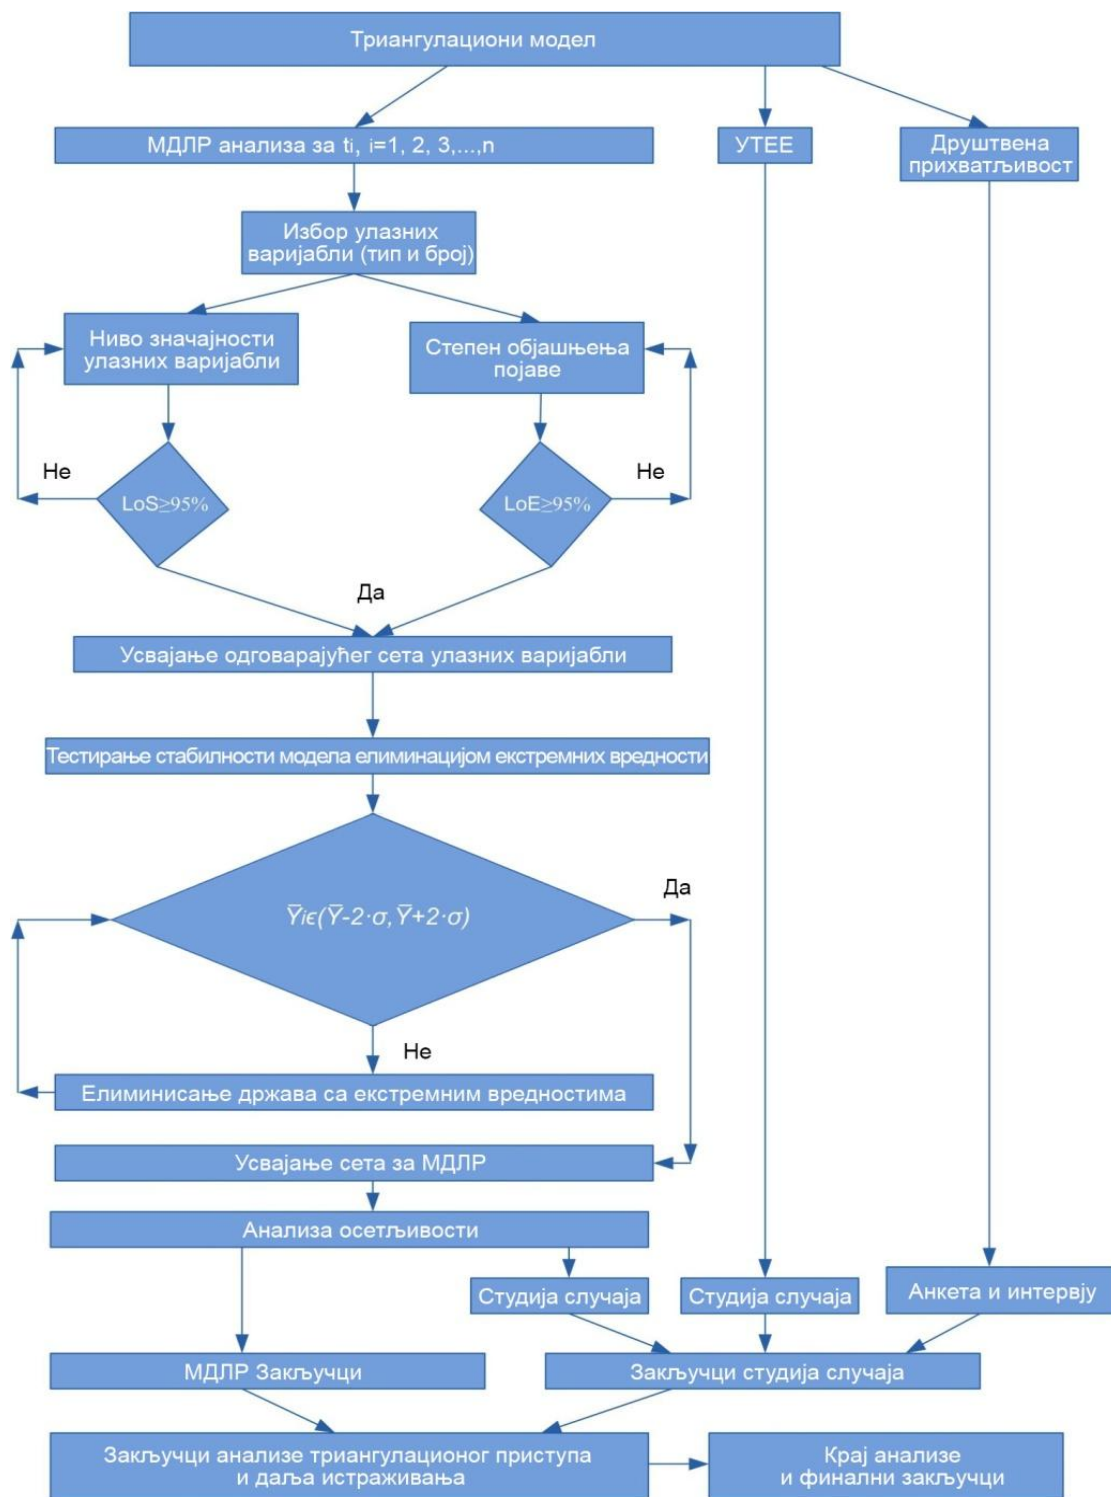 Триангулациони модел
МДЛР анализа за ti, i=1, 2, 3,...,n
УТЕЕ
Друштвена
прихватљивост
Избор улазних
варијабли (тип и број)
Ниво значајности
улазних варијабли
Степен објашњења
појаве
Не
LoS≥95%
LoE≥95%
Не
Да
Усвајање одговарајућег сета улазних варијабли
Тестирање стабилности модела елиминацијом екстремних вредности
Да
Ȳiϵ(Ȳ-2·σ,Ȳ+2·σ)
Не
Елиминисање држава са екстремним вредностима
Усвајање сета за МДЛР
Анализа осетљивости
Студија случаја
Студија случаја
Анкета и интервју
МДЛР Закључци
Закључци студија случаја
Закључци анализе триангулационог приступа
и даља истраживања
Крај анализе
и финални закључци